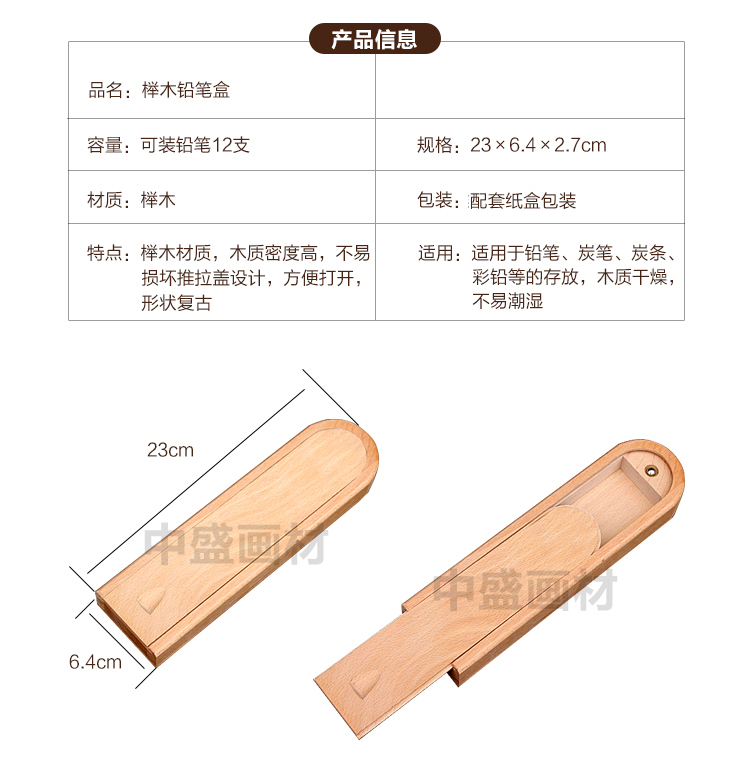 产品信息
品名：榉木铅笔盒
容量：可装铅笔12支
规格：23×6.4×2.7cm
材质：榉木
包装：配套纸盒包装
特点：榉木材质，木质密度高，不易
损坏推拉盖设计，方便打开，
形状复古
适用：适用于铅笔、炭笔、炭条、
彩铅等的存放，木质干燥，
不易潮湿
23cm
6.4cm
中盛画材
中盛画材